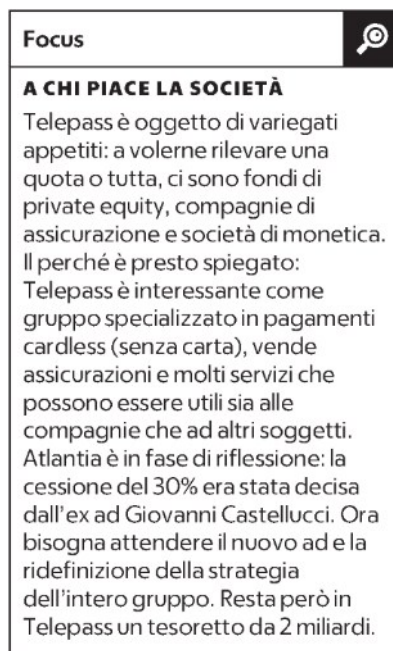 Focus
A CHI PIACE LA SOCIETÀ
Telepass è oggetto di variegati
appetiti: a volerne rilevare una
quota o tutta, ci sono fondi di
private equity, compagnie di
assicurazione e società di monetica.
Il perché è presto spiegato:
Telepass è interessante come
gruppo specializzato in pagamenti
cardless (senza carta), vende
assicurazioni e molti servizi che
possono essere utili sia alle
compagnie che ad altri soggetti.
Atlantia è in fase di riflessione: la
cessione del 30% era stata decisa
dall'ex ad Giovanni Castellucci. Ora
bisogna attendere il nuovo ad e la
ridefinizione della strategia
dell'intero gruppo. Resta però in
Telepass un tesoretto da 2 miliardi.